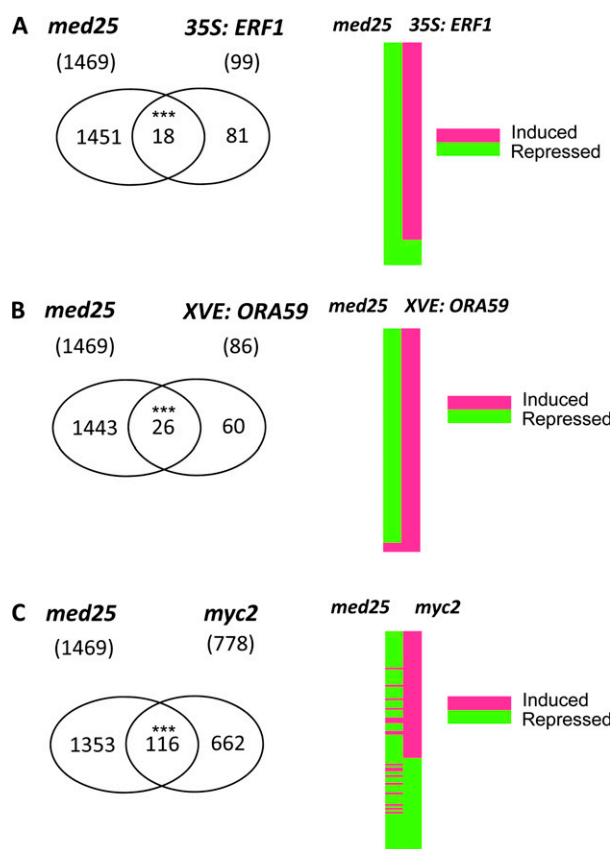 A
med25 35S: ERF1
(1469) (99)
***
1451 18 81
med25 35S: ERF1
Induced
Repressed
B
med25 XVE: ORA59
(1469) (86)
***
1443 26 60
med25 XVE: ORA59
Induced
Repressed
C
med25 myc2
(1469) (778)
***
1353 116 662
med25 myc2
Induced
Repressed